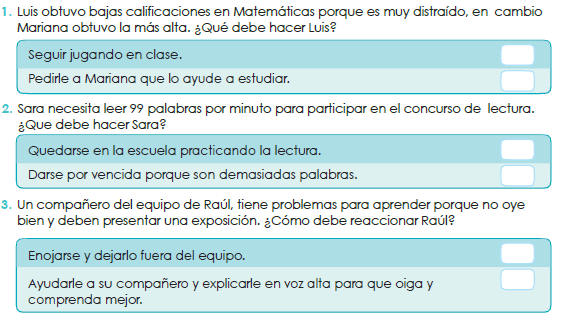 1. Luis obtuvo bajas calificaciones en Matemáticas porque es muy distraído, en cambio
Mariana obtuvo la más alta. ¿Qué debe hacer Luis?
Seguir jugando en clase.
Pedirle a Mariana que lo ayude a estudiar.
2. Sara necesita leer 99 palabras por minuto para participar en el concurso de lectura.
¿Que debe hacer Sara?
Quedarse en la escuela practicando la lectura.
Darse por vencida porque son demasiadas palabras.
3. Un compañero del equipo de Raúl, tiene problemas para aprender porque no oye
bien y deben presentar una exposición. ¿Cómo debe reaccionar Raúl?
Enojarse y dejarlo fuera del equipo.
Ayudarle a su compañero y explicarle en voz alta para que oiga y
comprenda mejor.